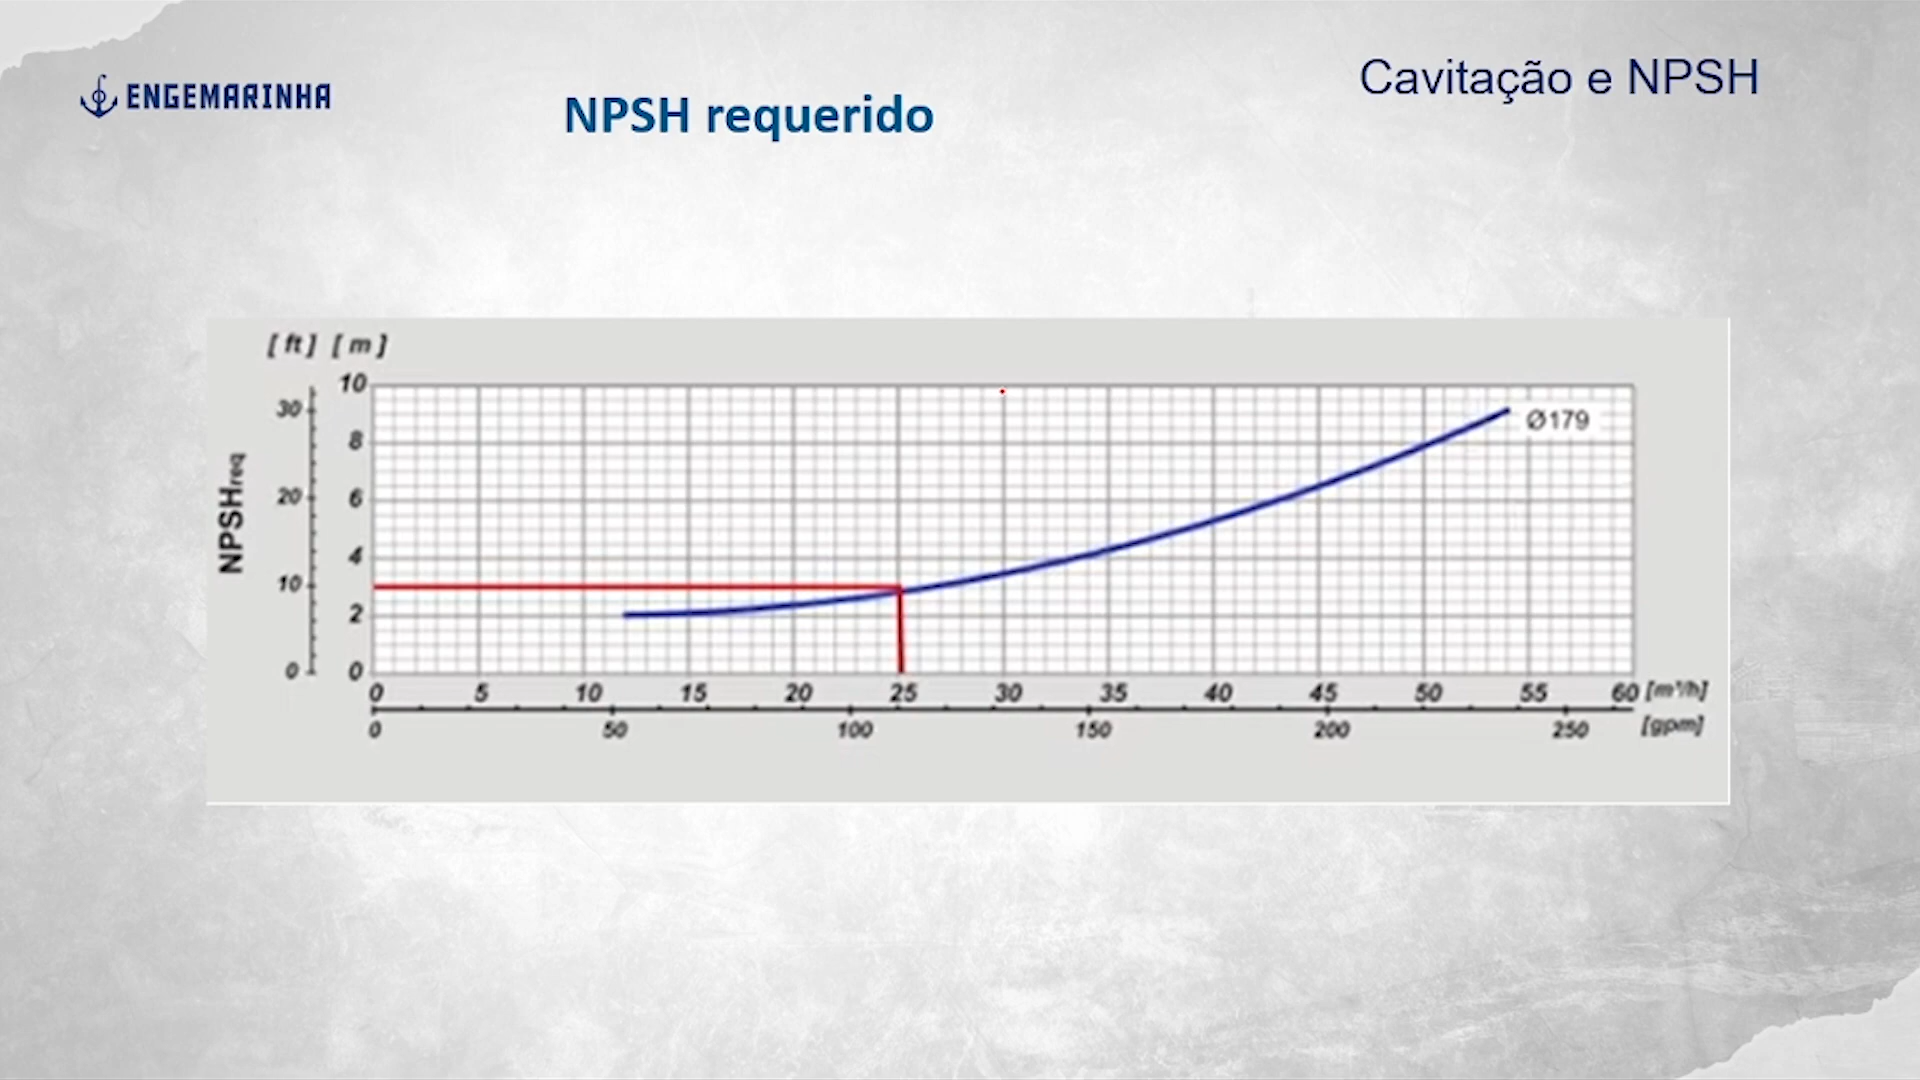 ENGEMARINHA
NPSH requerido
Cavitação e NPSH
[ ft ] [ m ]
NPSHreq
30
20
10
0
10
8
6
4
2
0
Ø179
0 5 10 15 20 25 30 35 40 45 50 55 60 [m³/h]
0 50 100 150 200 250 [gpm]